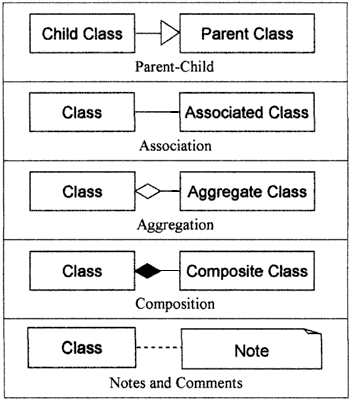 Child Class Parent Class
Parent-Child
Class Associated Class
Association
Class Aggregate Class
Aggregation
Class Composite Class
Composition
Class Note
Notes and Comments